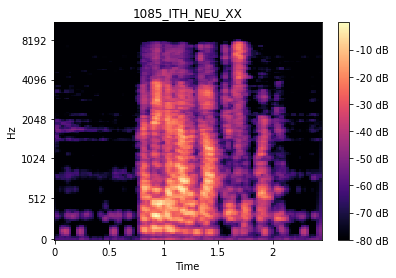 1085_ITH_NEU_XX
8192
4096
2048
1024
512
0
Hz
0
0.5
1
1.5
2
Time
-10 dB
-20 dB
-30 dB
-40 dB
-50 dB
-60 dB
-70 dB
-80 dB